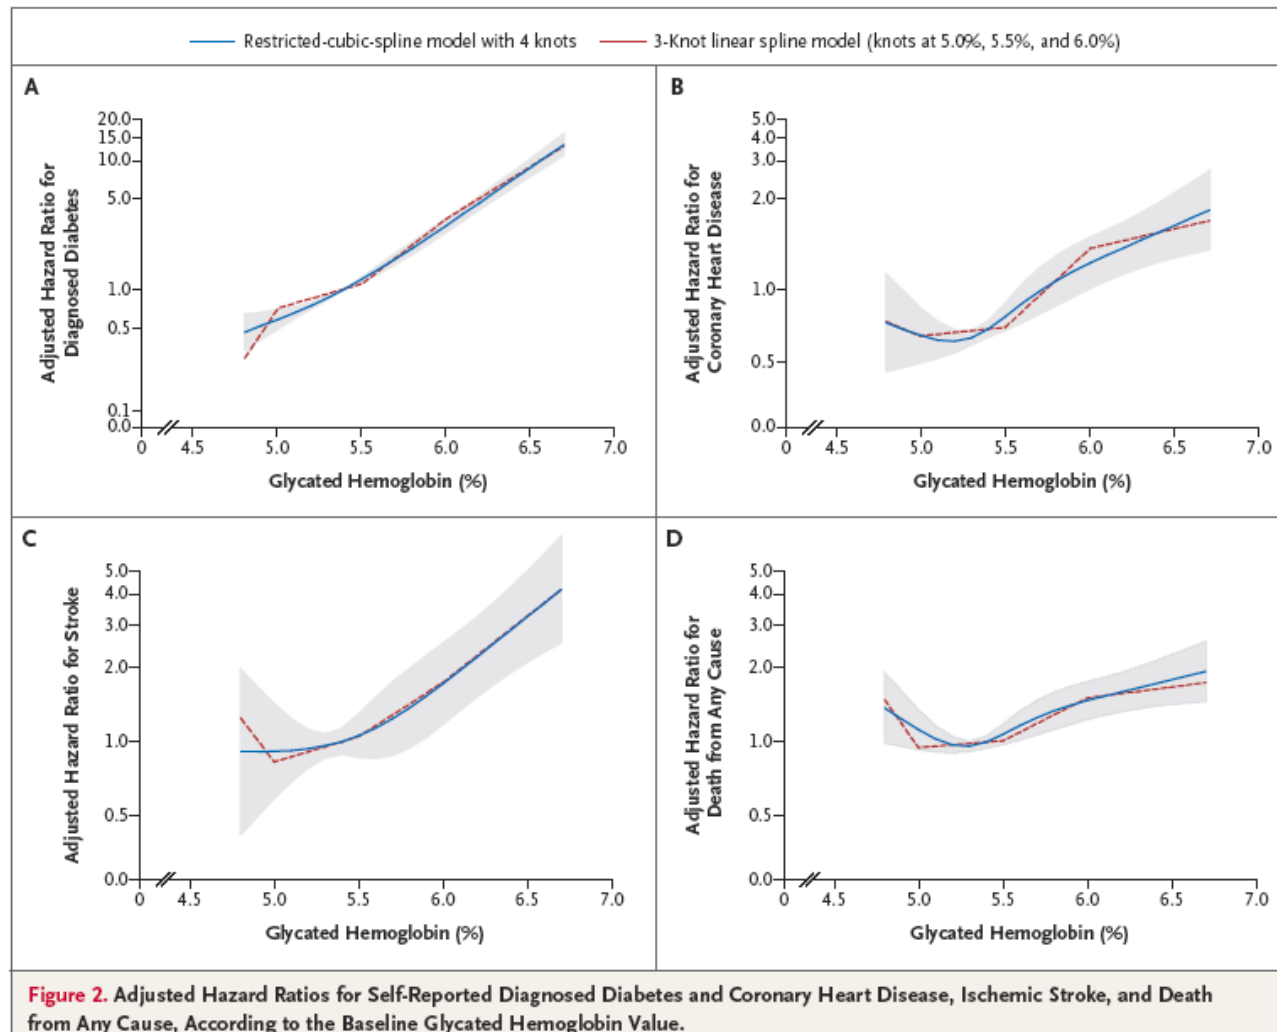 Restricted-cubic-spline model with 4 knots 3-Knot linear spline model (knots at 5.0%, 5.5%, and 6.0%)
A
Adjusted Hazard Ratio for
Diagnosed Diabetes
20.0
15.0
10.0
5.0
1.0
0.5
0.1
0.0
0 4.5 5.0 5.5 6.0 6.5 7.0
Glycated Hemoglobin (%)
B
Adjusted Hazard Ratio for
Coronary Heart Disease
5.0
4.0
3.0
2.0
1.0
0.5
0.0
0 4.5 5.0 5.5 6.0 6.5 7.0
Glycated Hemoglobin (%)
C
Adjusted Hazard Ratio for Stroke
5.0
4.0
3.0
2.0
1.0
0.5
0.0
0 4.5 5.0 5.5 6.0 6.5 7.0
Glycated Hemoglobin (%)
D
Adjusted Hazard Ratio for
Death from Any Cause
5.0
4.0
3.0
2.0
1.0
0.5
0.0
0 4.5 5.0 5.5 6.0 6.5 7.0
Glycated Hemoglobin (%)
Figure 2. Adjusted Hazard Ratios for Self-Reported Diagnosed Diabetes and Coronary Heart Disease, Ischemic Stroke, and Death
from Any Cause, According to the Baseline Glycated Hemoglobin Value.